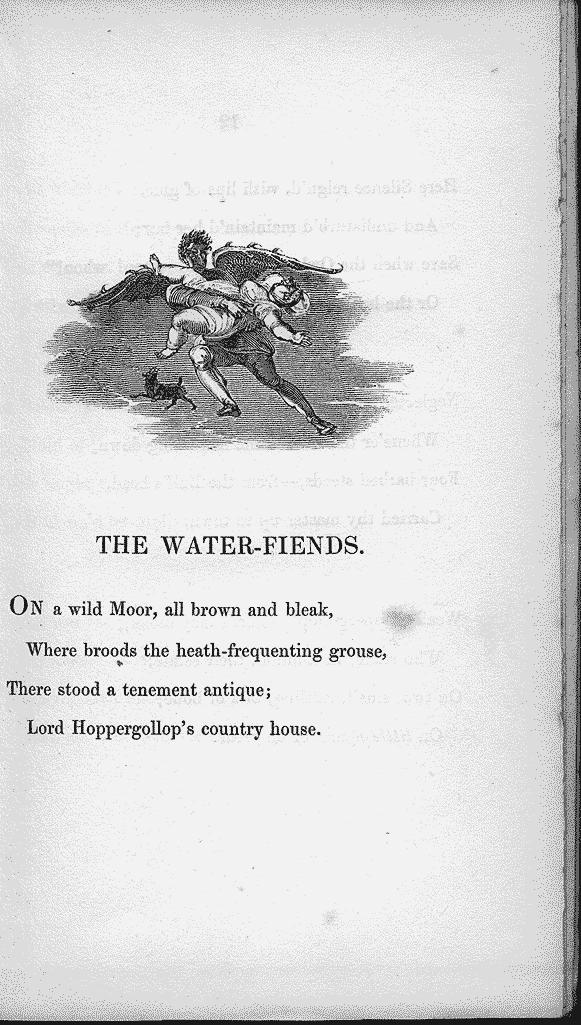 THE WATER-FIENDS.
ON a wild Moor, all brown and bleak,
Where broods the heath-frequenting grouse,
There stood a tenement antique;
Lord Hoppergollop's country house.